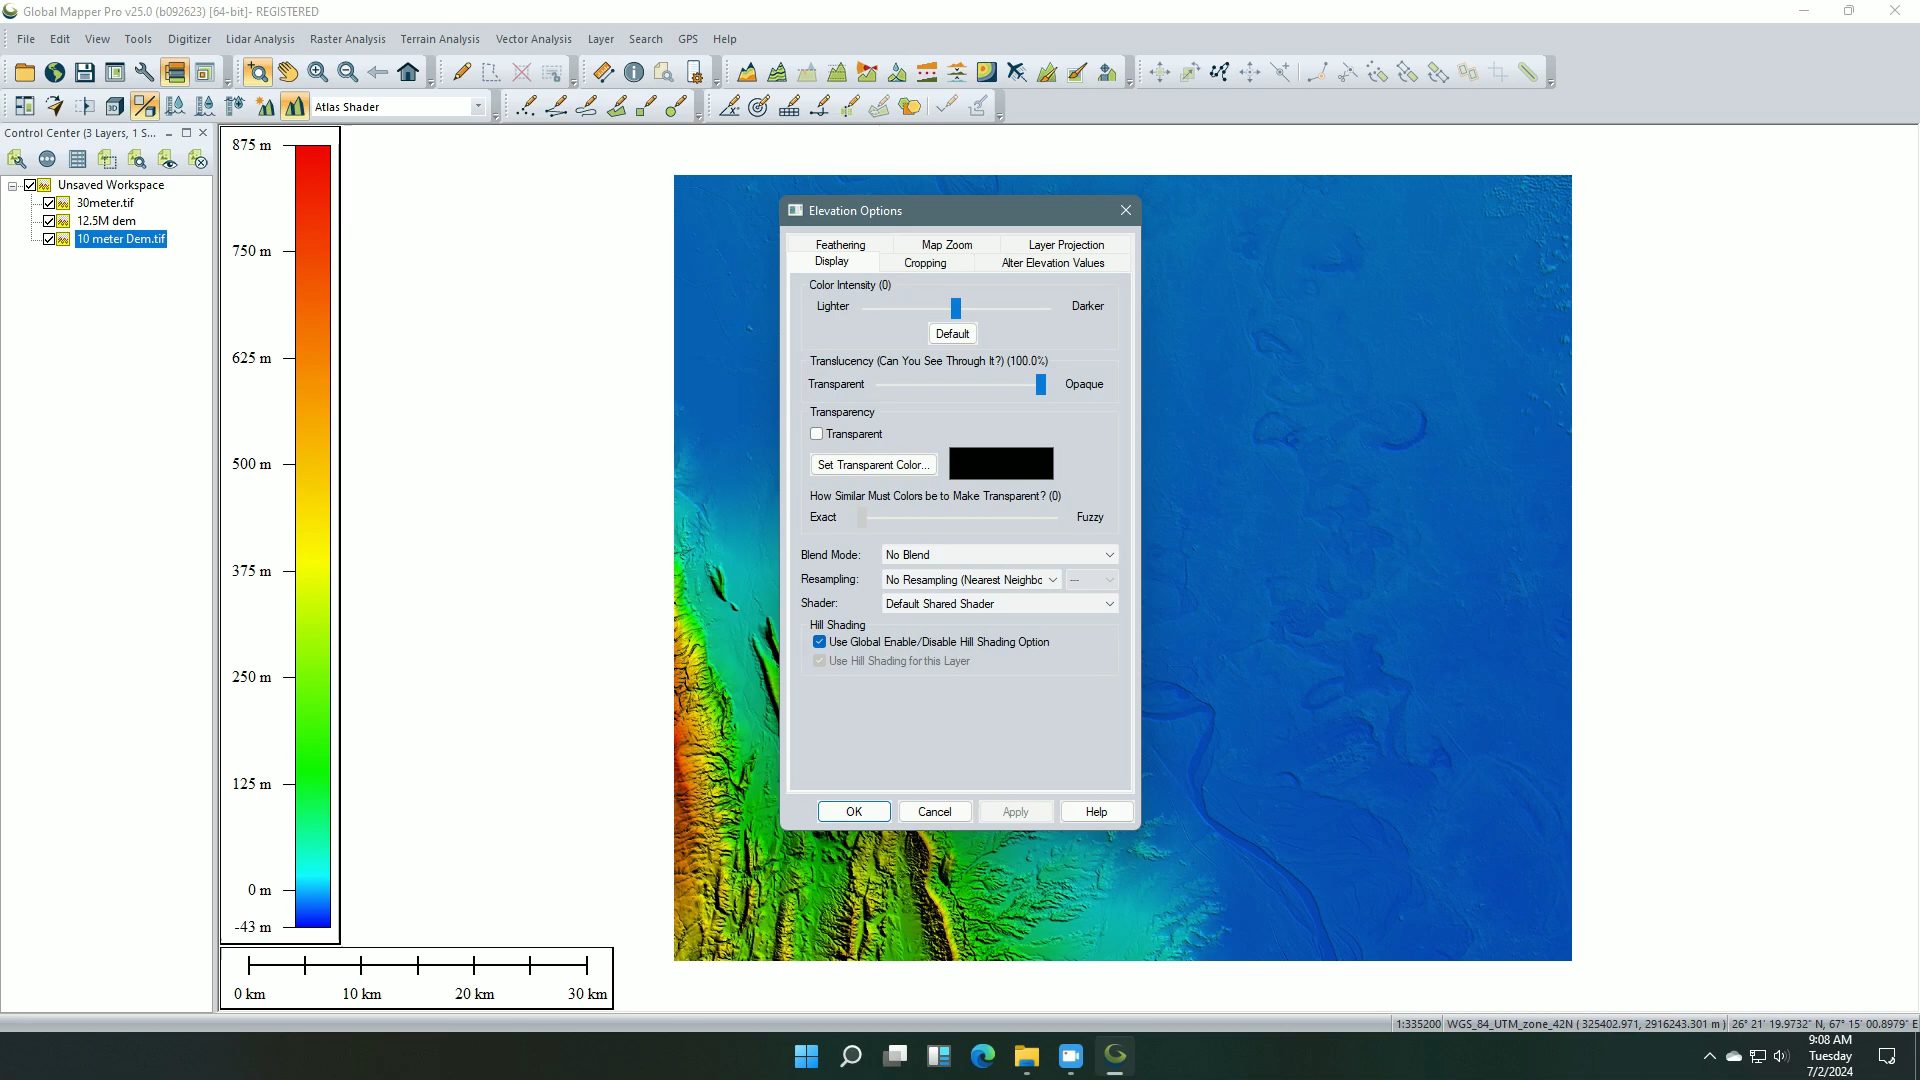 Global Mapper Pro v25.0 (b092623) [64-bit]- REGISTERED
File Edit View Tools Digitizer Lidar Analysis Raster Analysis Terrain Analysis Vector Analysis Layer Search GPS Help
Atlas Shader
Control Center (3 Layers, 1 S...
Unsaved Workspace
30meter.tif
12.5M dem
10 meter Dem.tif
875 m
750 m
625 m
500 m
375 m
250 m
125 m
0 m
-43 m
0 km 10 km 20 km 30 km
Elevation Options
Feathering Map Zoom Layer Projection
Display Cropping Alter Elevation Values
Color Intensity (0)
Lighter Darker
Default
Translucency (Can You See Through It?) (100.0%)
Transparent Opaque
Transparency
Transparent
Set Transparent Color...
How Similar Must Colors be to Make Transparent? (0)
Exact Fuzzy
Blend Mode: No Blend
Resampling: No Resampling (Nearest Neighbc ---
Shader: Default Shared Shader
Hill Shading
Use Global Enable/Disable Hill Shading Option
Use Hill Shading for this Layer
OK Cancel Apply Help
1:335200 WGS_84_UTM_zone_42N ( 325402.971, 2916243.301 m ) 26° 21' 19.9732" N, 67° 15' 00.8979" E
9:08 AM
Tuesday
7/2/2024